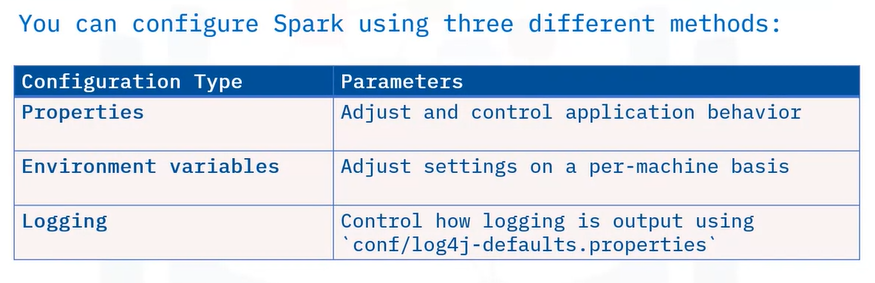 You can configure Spark using three different methods:
Configuration Type Parameters
Properties Adjust and control application behavior
Environment variables Adjust settings on a per-machine basis
Logging Control how logging is output using
`conf/log4j-defaults.properties`